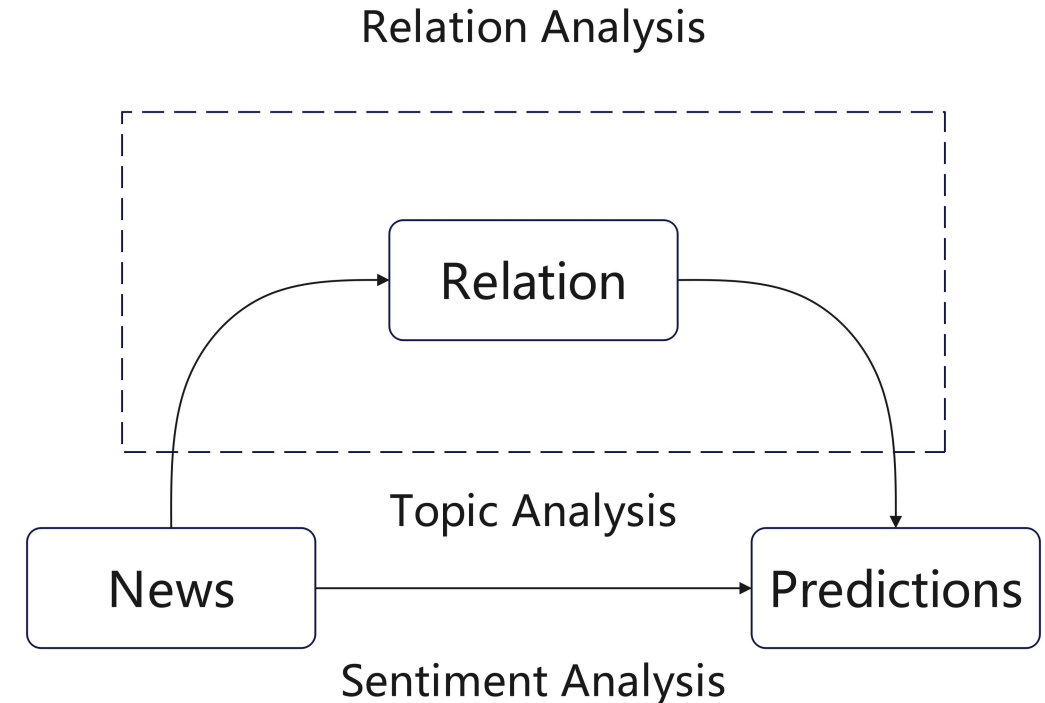 Relation Analysis
Relation
Topic Analysis
News
Predictions
Sentiment Analysis